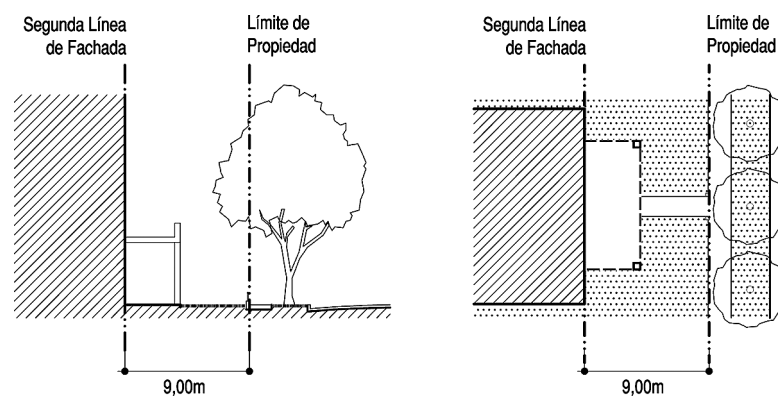 Segunda Línea
de Fachada
Límite de
Propiedad
9,00m
Segunda Línea
de Fachada
Límite de
Propiedad
9,00m